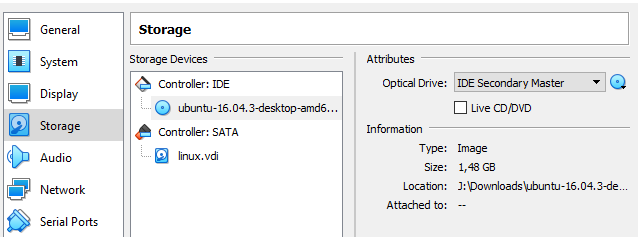 General
System
Display
Storage
Audio
Network
Serial Ports
Storage
Storage Devices
Controller: IDE
ubuntu-16.04.3-desktop-amd6...
Controller: SATA
linux.vdi
Attributes
Optical Drive: IDE Secondary Master
Live CD/DVD
Information
Type: Image
Size: 1,48 GB
Location: J:\Downloads\ubuntu-16.04.3-de...
Attached to: --